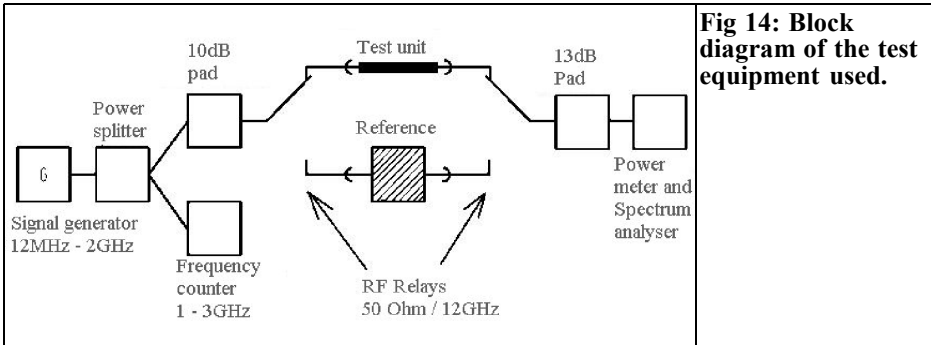 10dB
pad
Test unit
13dB
Pad
Power
splitter
Reference
6
Signal generator
12MHz - 2GHz
Frequency
counter
1 - 3GHz
RF Relays
50 Ohm / 12GHz
Power
meter and
Spectrum
analyser
Fig 14: Block
diagram of the test
equipment used.